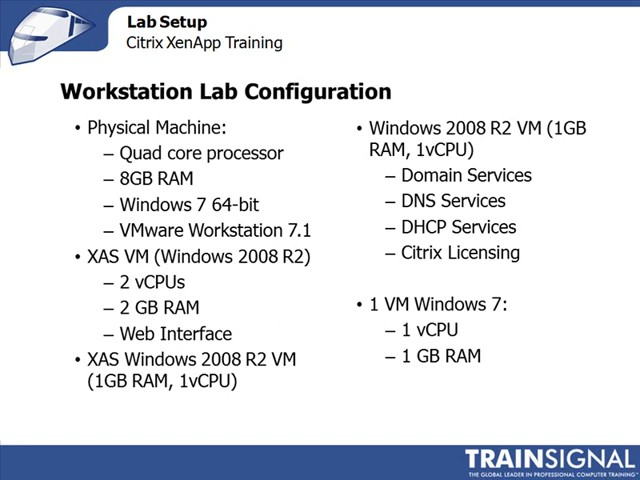 Lab Setup
Citrix XenApp Training
Workstation Lab Configuration
• Physical Machine:
– Quad core processor
– 8GB RAM
– Windows 7 64-bit
– VMware Workstation 7.1
• XAS VM (Windows 2008 R2)
– 2 vCPUs
– 2 GB RAM
– Web Interface
• XAS Windows 2008 R2 VM
(1GB RAM, 1vCPU)
• Windows 2008 R2 VM (1GB
RAM, 1vCPU)
– Domain Services
– DNS Services
– DHCP Services
– Citrix Licensing
• 1 VM Windows 7:
– 1 vCPU
– 1 GB RAM
TRAINSIGNAL
THE GLOBAL LEADER IN PROFESSIONAL COMPUTER TRAINING™